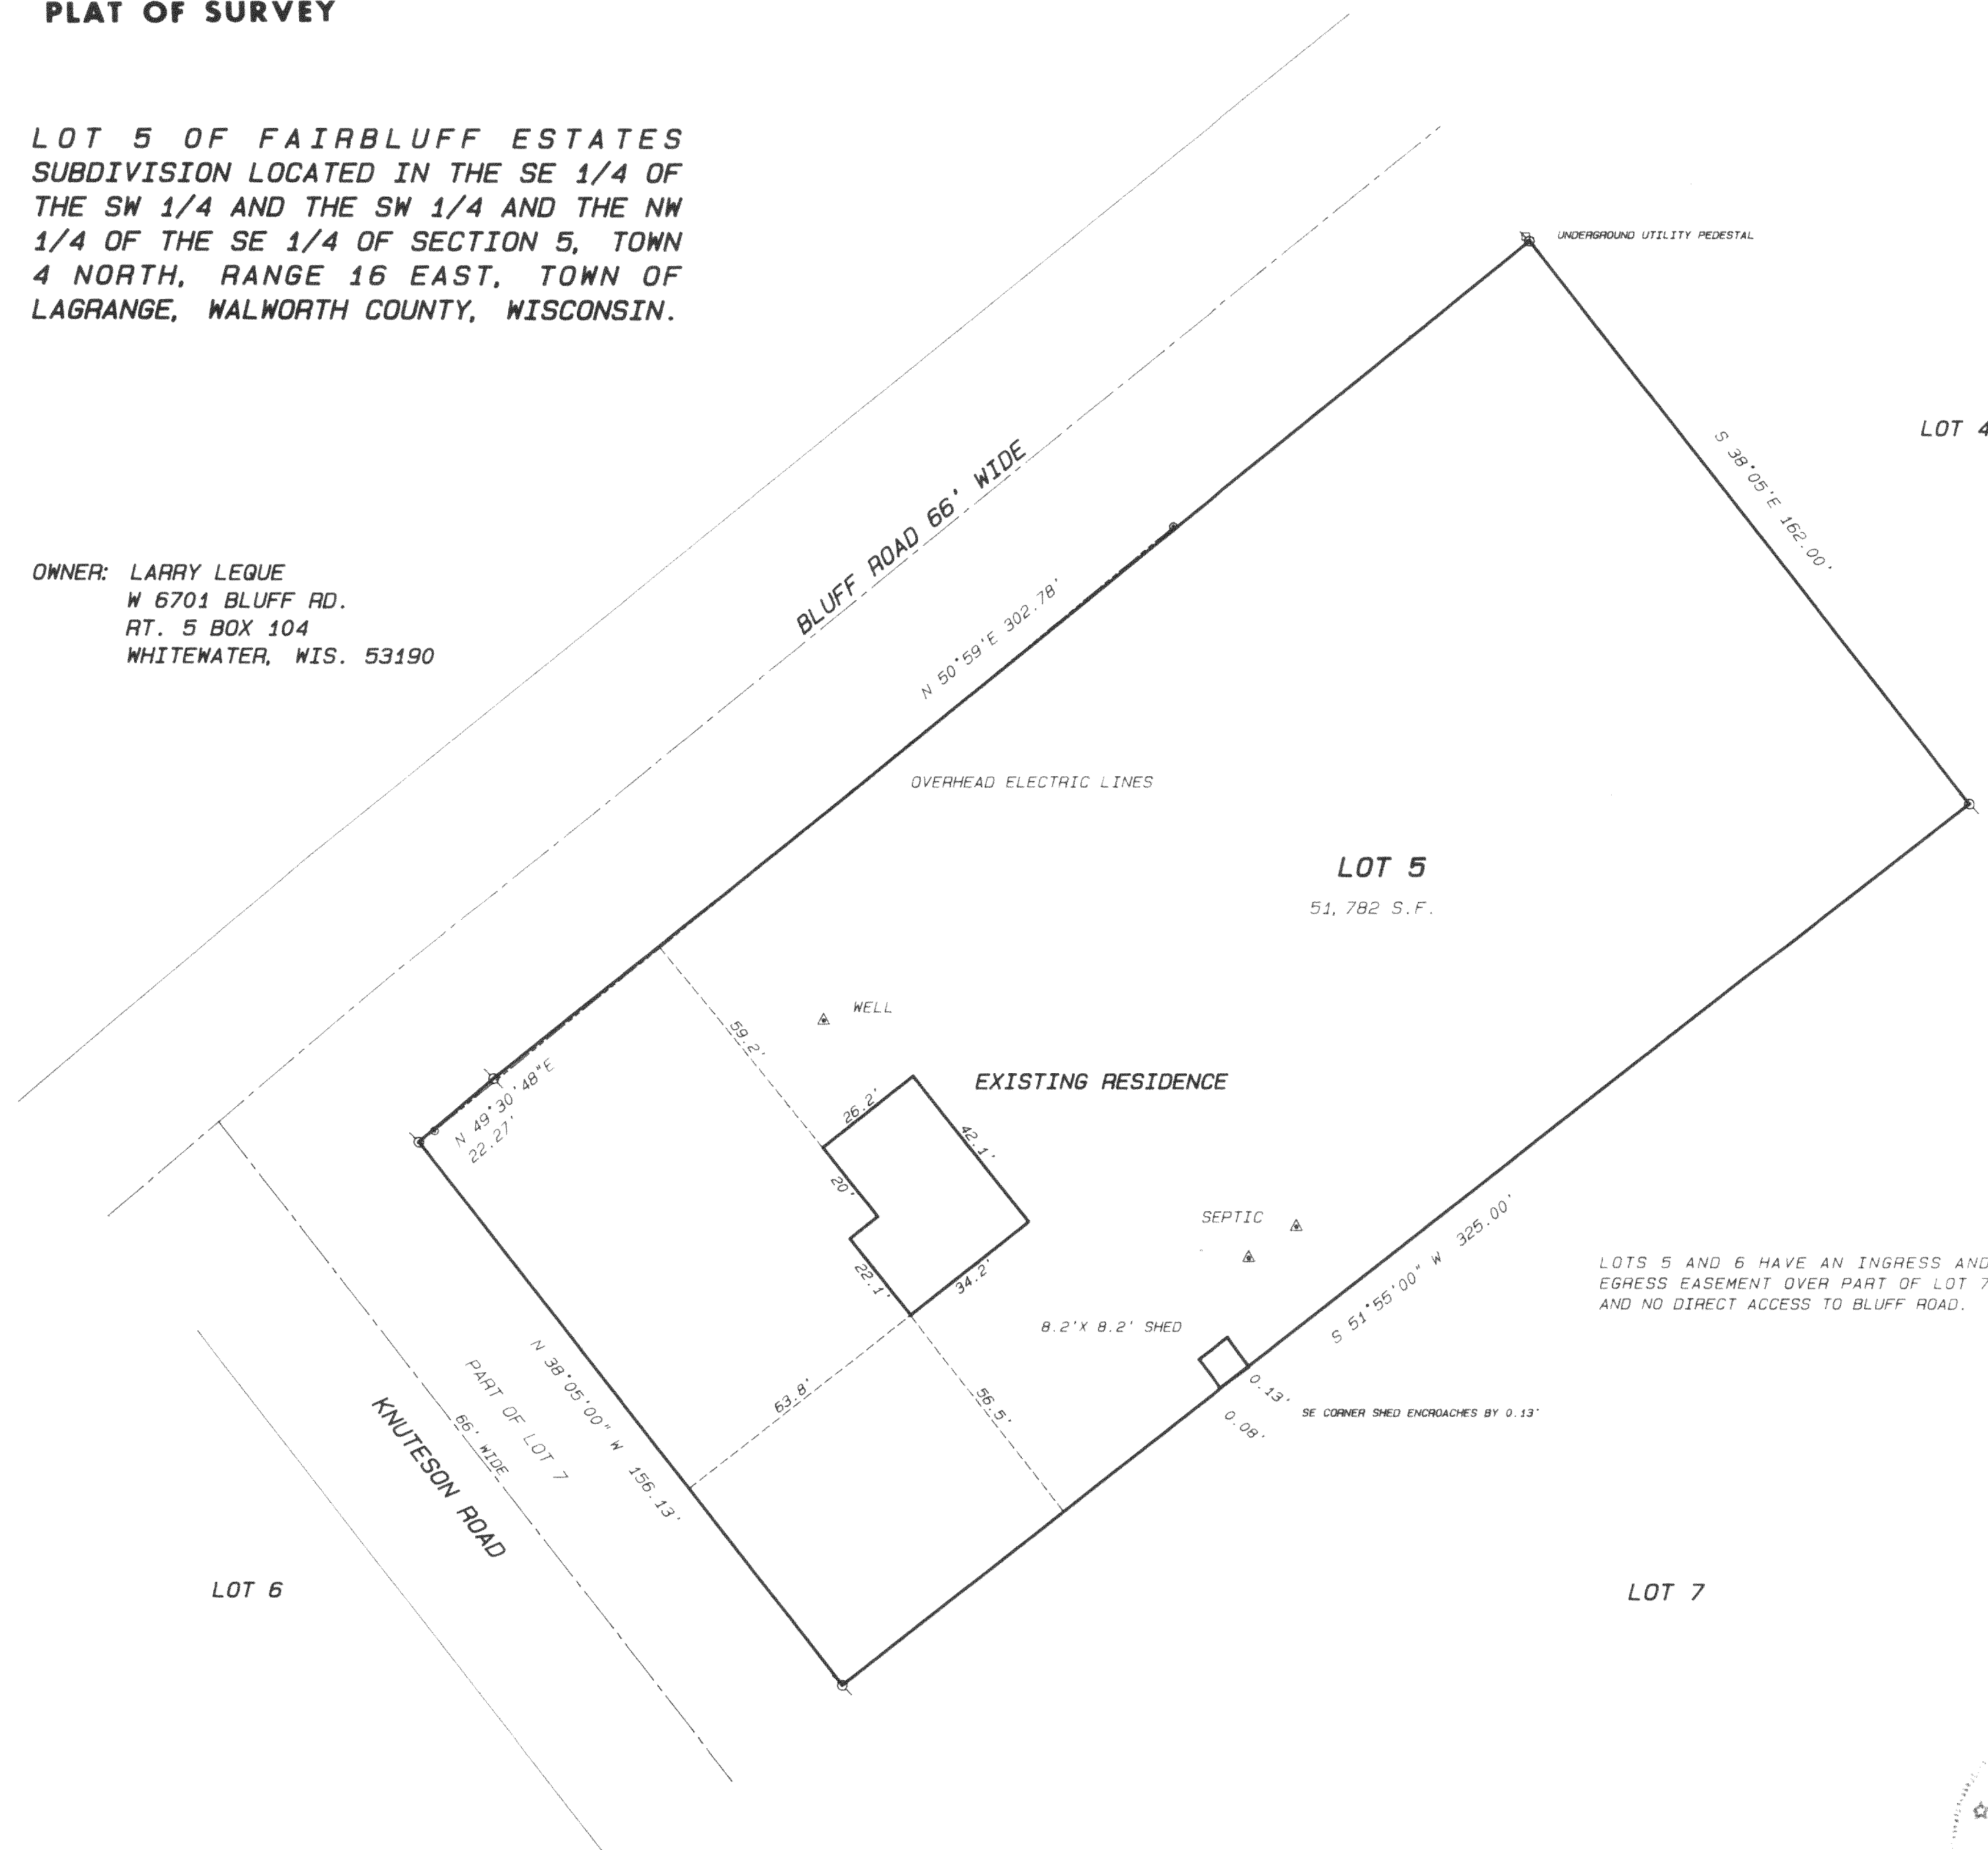 PLAT OF SURVEY
LOT 5 OF FAIRBLUFF ESTATES
SUBDIVISION LOCATED IN THE SE 1/4 OF
THE SW 1/4 AND THE SW 1/4 AND THE NW
1/4 OF THE SE 1/4 OF SECTION 5, TOWN
4 NORTH, RANGE 16 EAST, TOWN OF
LAGRANGE, WALWORTH COUNTY, WISCONSIN.
UNDERGROUND UTILITY PEDESTAL
LOT 4
S 38°05'E 162.00'
BLUFF ROAD 66' WIDE
OWNER: LARRY LEQUE
W 6701 BLUFF RD.
RT. 5 BOX 104
WHITEWATER, WIS. 53190
N 50°59'E 302.78'
OVERHEAD ELECTRIC LINES
LOT 5
51,782 S.F.
WELL
59.2'
EXISTING RESIDENCE
N 49°30'48"E
22.27'
26.2'
42.1'
20'
22.1'
34.2'
SEPTIC
S 51°55'00" W 325.00'
LOTS 5 AND 6 HAVE AN INGRESS AND
EGRESS EASEMENT OVER PART OF LOT 7
AND NO DIRECT ACCESS TO BLUFF ROAD.
8.2'X 8.2' SHED
0.13'
SE CORNER SHED ENCROACHES BY 0.13'
0.08'
63.8'
56.5'
N 38°05'00" W 156.13'
PART OF LOT 7
66' WIDE
KNUTESON ROAD
LOT 6
LOT 7